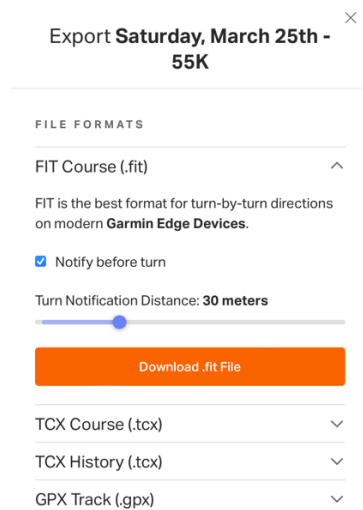 Export Saturday, March 25th -
55K
FILE FORMATS
FIT Course (.fit)
FIT is the best format for turn-by-turn directions
on modern Garmin Edge Devices.
Notify before turn
Turn Notification Distance: 30 meters
Download .fit File
TCX Course (.tcx)
TCX History (.tcx)
GPX Track (.gpx)